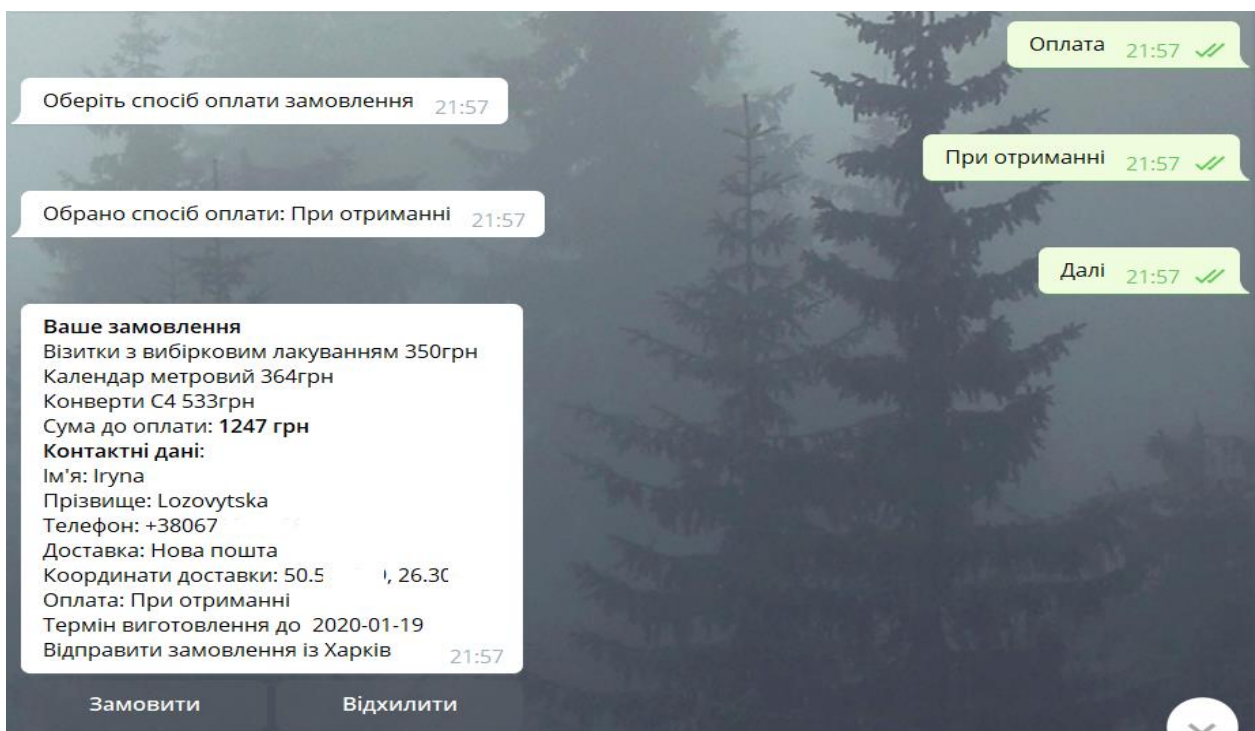 Оплата 21:57
Оберіть спосіб оплати замовлення 21:57
При отриманні 21:57
Обрано спосіб оплати: При отриманні 21:57
Далі 21:57
Ваше замовлення
Візитки з вибірковим лакуванням 350грн
Календар метровий 364грн
Конверти С4 533грн
Сума до оплати: 1247 грн
Контактні дані:
Ім'я: Iryna
Прізвище: Lozovytska
Телефон: +38067
Доставка: Нова пошта
Координати доставки: 50.5 , 26.30
Оплата: При отриманні
Термін виготовлення до 2020-01-19
Відправити замовлення із Харків 21:57
Замовити Відхилити